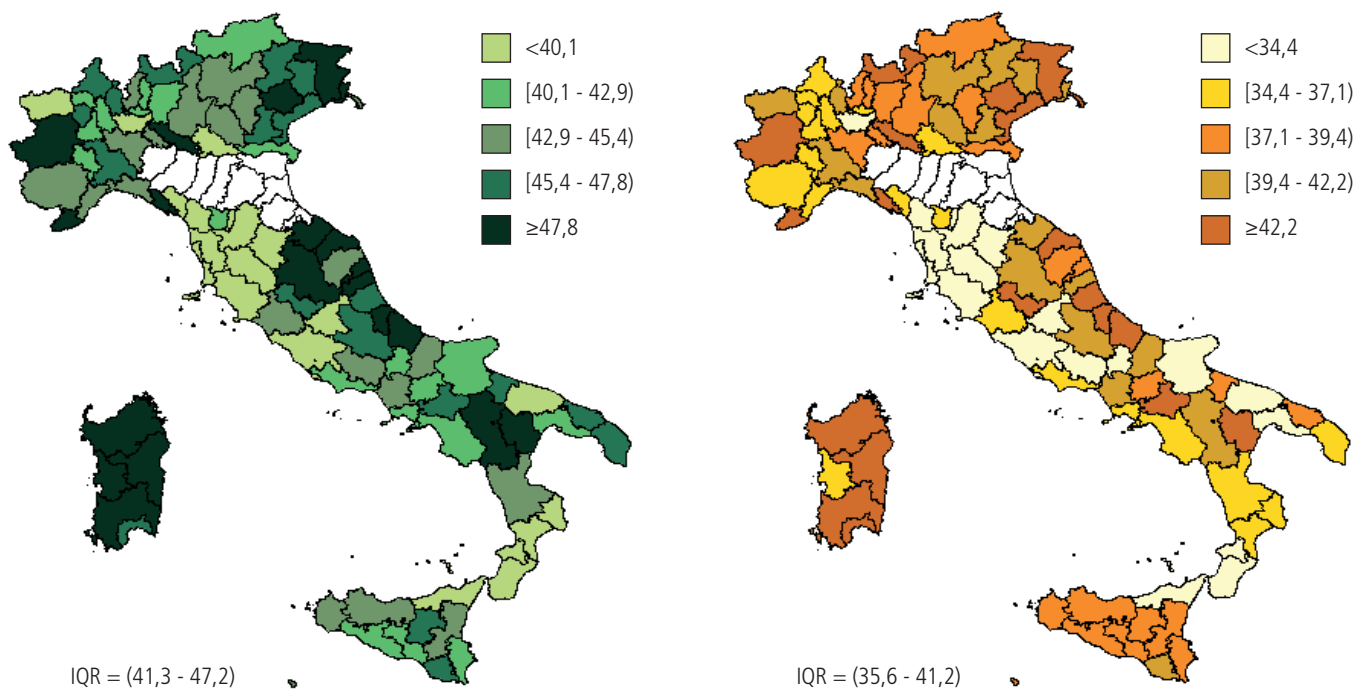 <40,1
[40,1 - 42,9)
[42,9 - 45,4)
[45,4 - 47,8)
≥47,8
IQR = (41,3 - 47,2)
<34,4
[34,4 - 37,1)
[37,1 - 39,4)
[39,4 - 42,2)
≥42,2
IQR = (35,6 - 41,2)